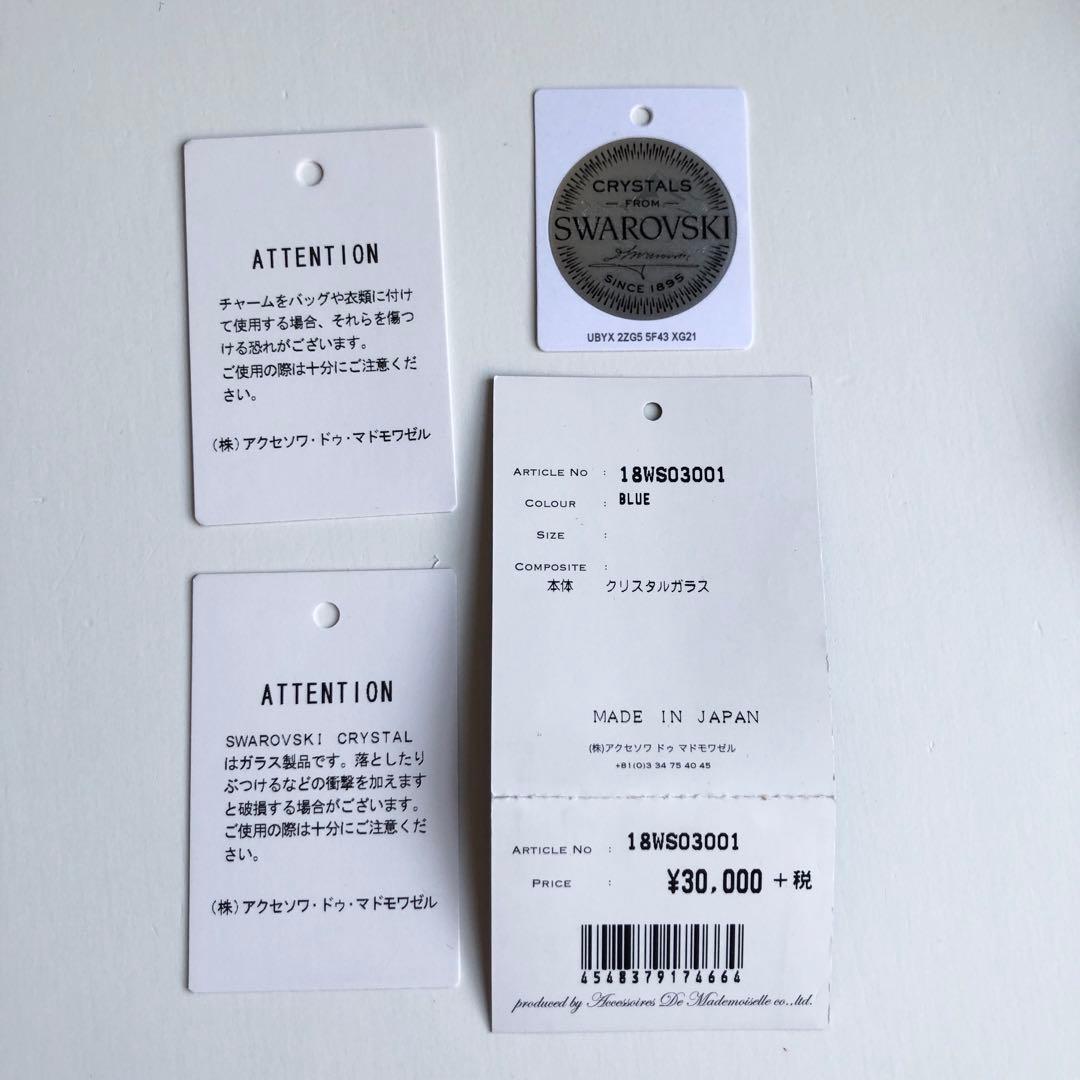 ATTENTION
チャームをバッグや衣類に付け
て使用する場合、それらを傷つ
ける恐れがございます。
ご使用の際は十分にご注意くだ
さい。
(株)アクセソワ・ドゥ・マドモワゼル
CRYSTALS
FROM
SWAROVSKI
SINCE 1895
UBYX 2ZG5 5F43 XG21
ATTENTION
SWAROVSKI CRYSTAL
はガラス製品です。落としたり
ぶつけるなどの衝撃を加えます
と破損する場合がございます。
ご使用の際は十分にご注意くだ
さい。
(株)アクセソワ・ドゥ・マドモワゼル
ARTICLE NO : 18WS03001
COLOUR : BLUE
SIZE :
COMPOSITE :
本体 クリスタルガラス
MADE IN JAPAN
(株)アクセソワ ドゥ マドモワゼル
+81(0)3 34 75 40 45
ARTICLE NO : 18WS03001
PRICE : ¥30,000 +税
4548379174664
produced by Accessoires De Mademoiselle co.,ltd.